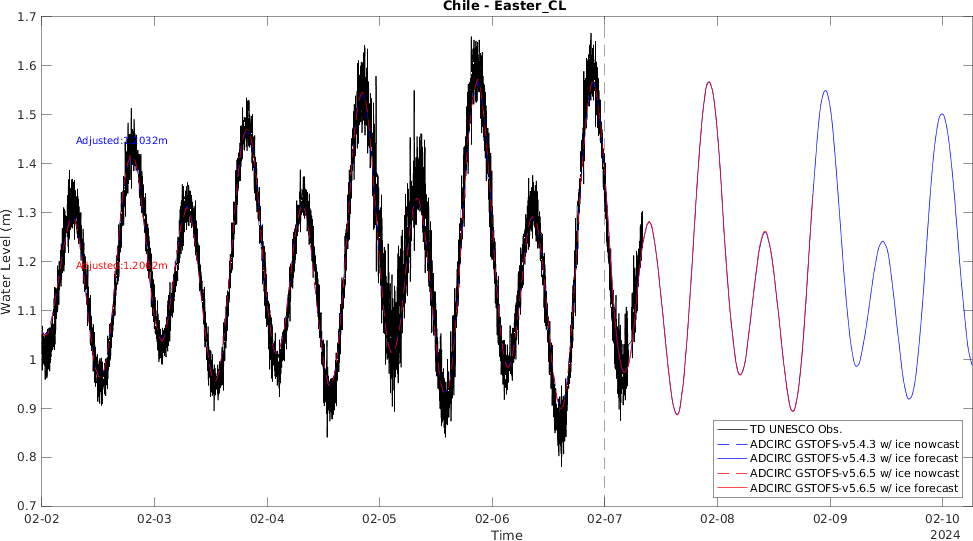 Chile - Easter_CL
1.7
1.6
1.5
1.4
1.3
1.2
1.1
1
0.9
0.8
0.7
Water Level (m)
02-02 02-03 02-04 02-05 02-06 02-07 02-08 02-09 02-10
2024
Time
TD UNESCO Obs.
ADCIRC GSTOFS-v5.4.3 w/ ice nowcast
ADCIRC GSTOFS-v5.4.3 w/ ice forecast
ADCIRC GSTOFS-v5.6.5 w/ ice nowcast
ADCIRC GSTOFS-v5.6.5 w/ ice forecast